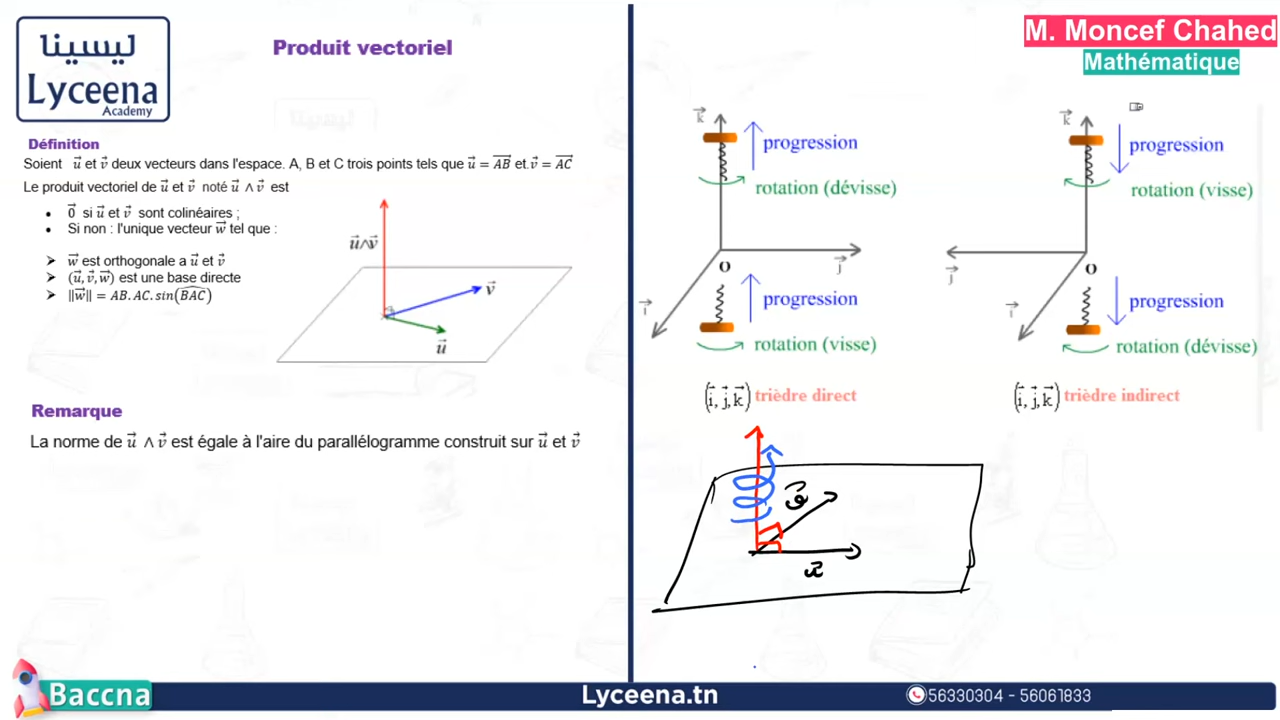 ليسينا
Lyceena
Academy
Produit vectoriel
Définition
Soient u⃗ et v⃗ deux vecteurs dans l'espace. A, B et C trois points tels que u⃗ = A͞B⃗ et. v⃗ = A͞C⃗
Le produit vectoriel de u⃗ et v⃗ noté u⃗ ∧ v⃗ est
• 0⃗ si u⃗ et v⃗ sont colinéaires ;
• Si non : l'unique vecteur w⃗ tel que :
➢ w⃗ est orthogonale a u⃗ et v⃗
➢ (u⃗, v⃗, w⃗) est une base directe
➢ ‖w⃗‖ = AB. AC. sin(B͡AC)
u⃗∧v⃗
v⃗
u⃗
Remarque
La norme de u⃗ ∧ v⃗ est égale à l'aire du parallélogramme construit sur u⃗ et v⃗
M. Moncef Chahed
Mathématique
k⃗
progression
rotation (dévisse)
O
j⃗
i⃗
progression
rotation (visse)
(i⃗, j⃗, k⃗) trièdre direct
k⃗
progression
rotation (visse)
O
j⃗
i⃗
progression
rotation (dévisse)
(i⃗, j⃗, k⃗) trièdre indirect
v⃗
u⃗
Baccna
Lyceena.tn
56330304 - 56061833